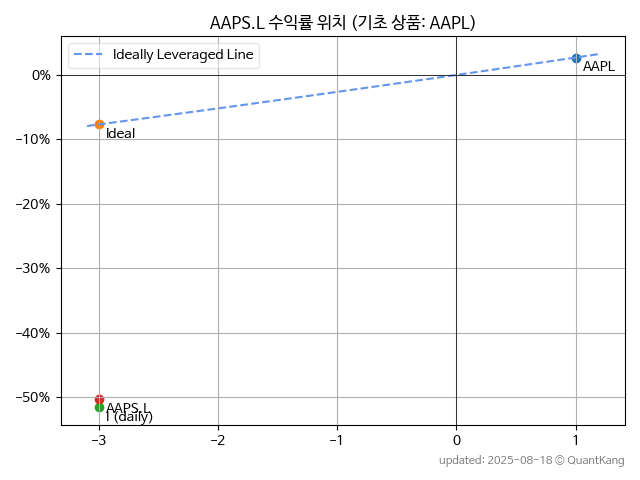 AAPS.L 수익률 위치 (기초 상품: AAPL)
Ideally Leveraged Line
0%
-10%
-20%
-30%
-40%
-50%
AAPL
Ideal
AAPS.L
I (daily)
-3
-2
-1
0
1
updated: 2025-08-18 © QuantKang